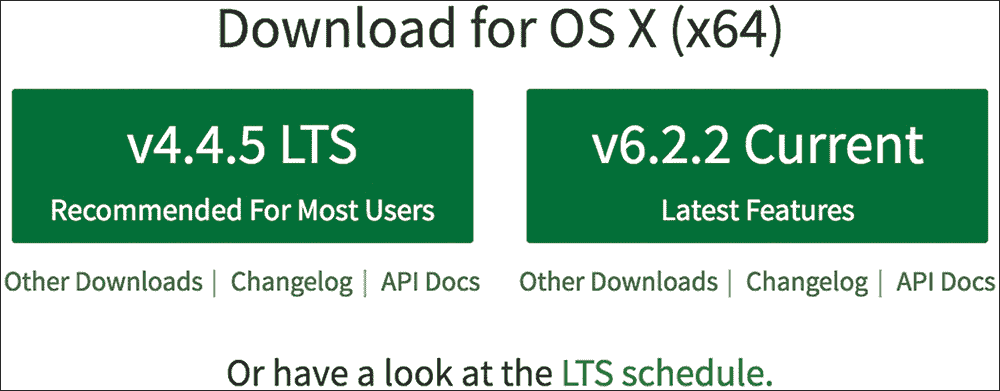 Download for OS X (x64)
v4.4.5 LTS
Recommended For Most Users
v6.2.2 Current
Latest Features
Other Downloads | Changelog | API Docs
Other Downloads | Changelog | API Docs
Or have a look at the LTS schedule.